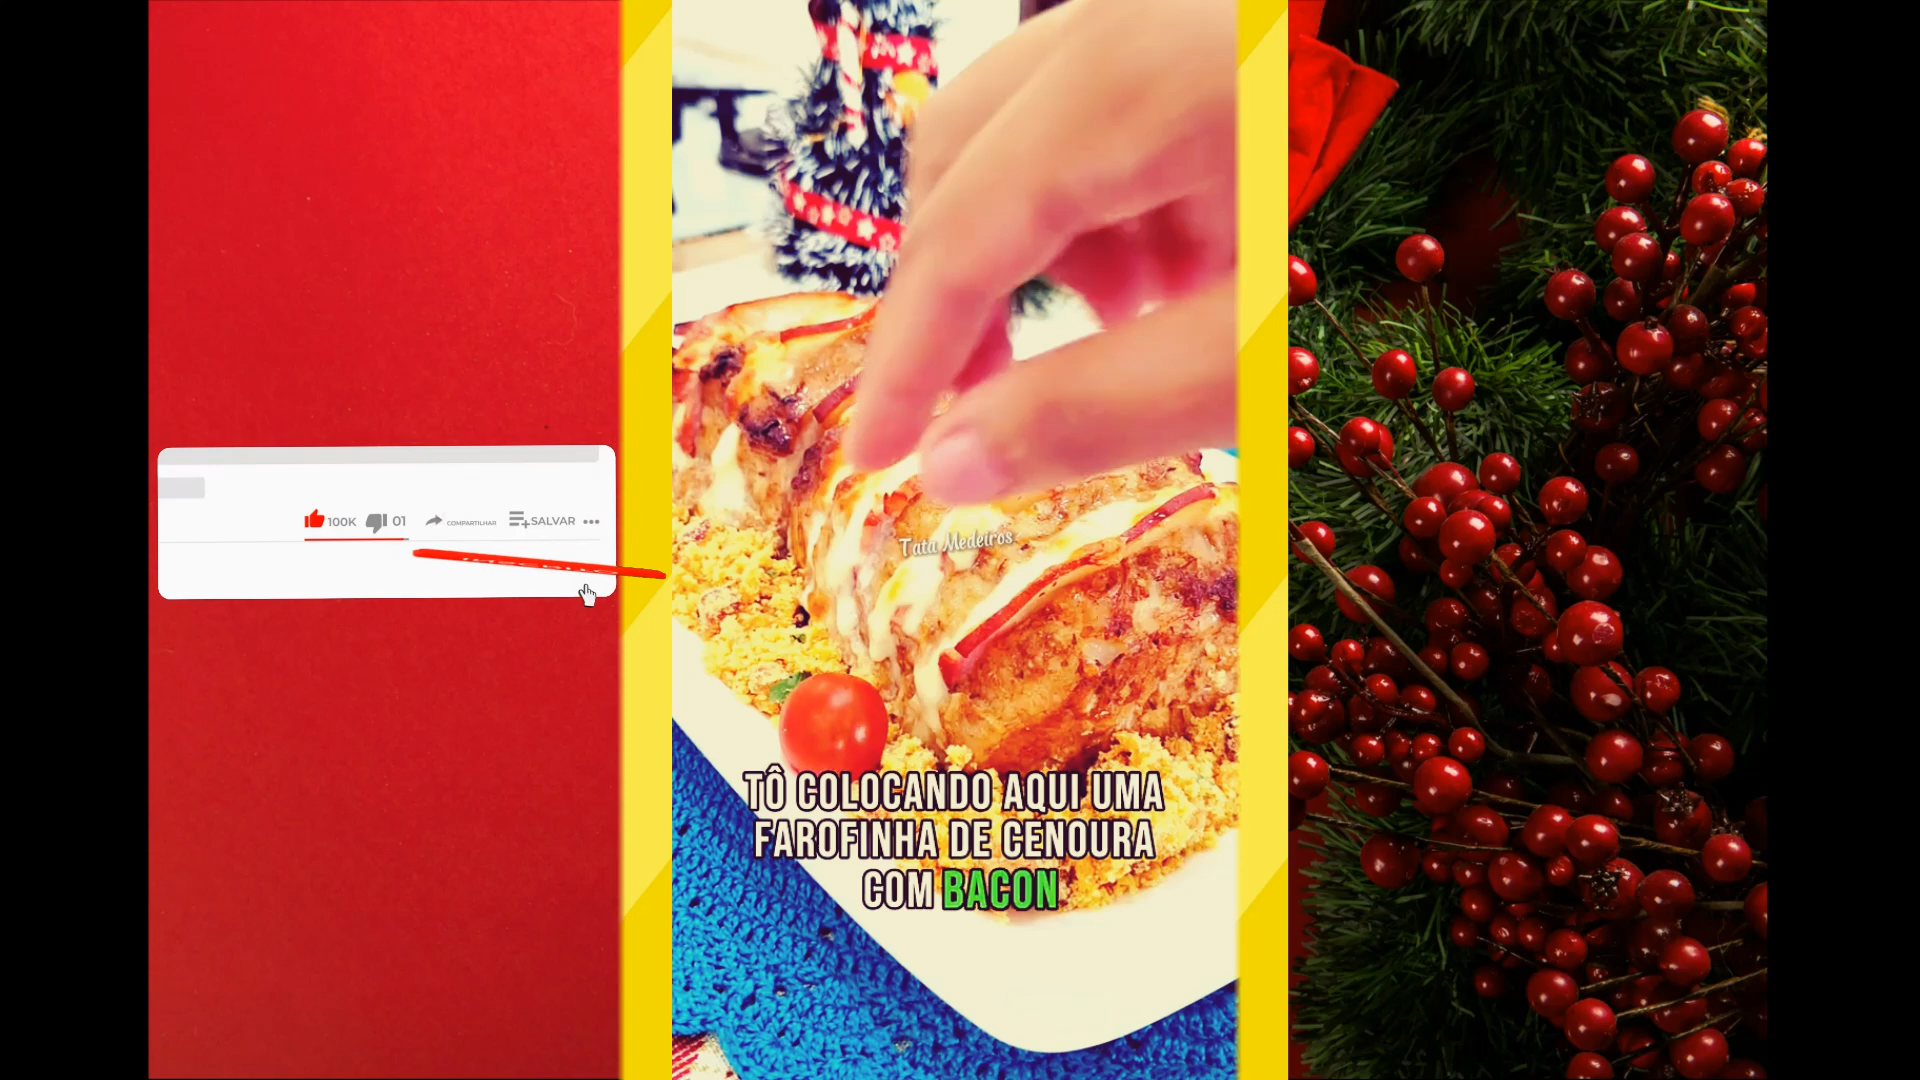 100K 01 COMPARTILHAR SALVAR
Tata Medeiros
TÔ COLOCANDO AQUI UMA
FAROFINHA DE CENOURA
COM BACON